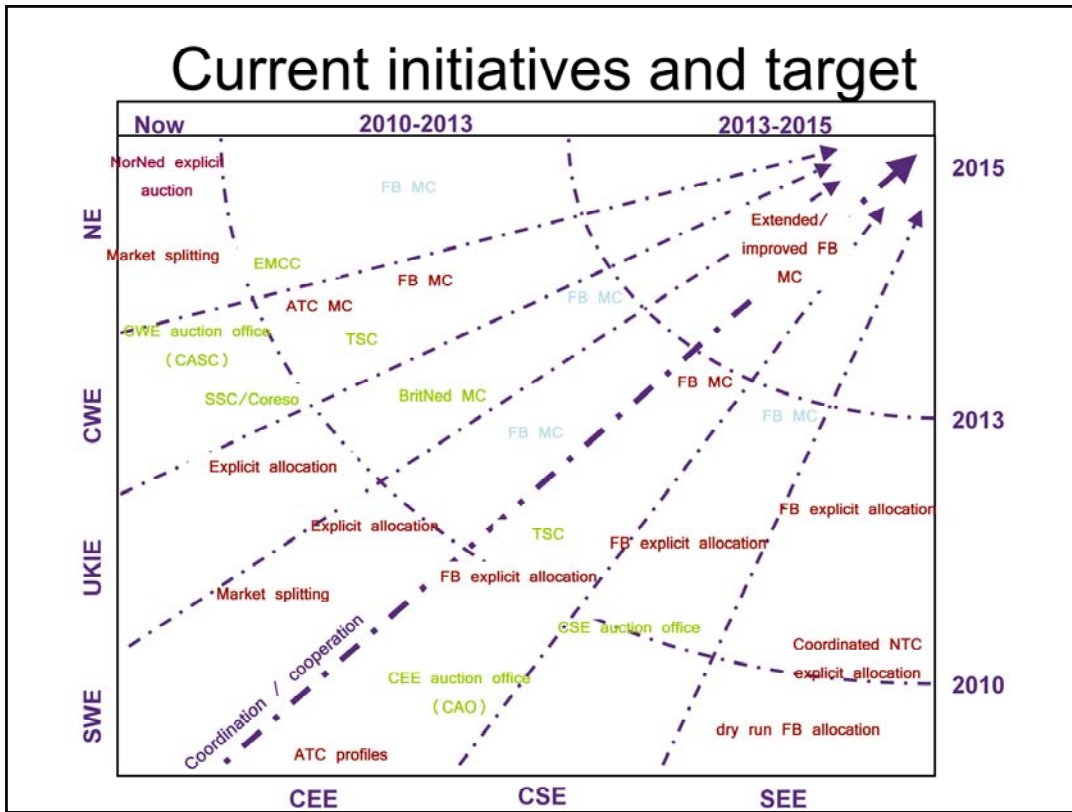 Current initiatives and target
Now
2010-2013
2013-2015
NorNed explicit
auction
FB MC
2015
NE
Market splitting
EMCC
Extended/
improved FB
MC
FB MC
ATC MC
FB MC
CWE auction office
(CASC)
TSC
SSC/Coreso
BritNed MC
FB MC
FB MC
FB MC
2013
CWE
Explicit allocation
Explicit allocation
TSC
FB explicit allocation
FB explicit allocation
UKIE
Market splitting
FB explicit allocation
CSE auction office
Coordinated NTC
explicit allocation
2010
Coordination / cooperation
CEE auction office
(CAO)
SWE
ATC profiles
dry run FB allocation
CEE
CSE
SEE